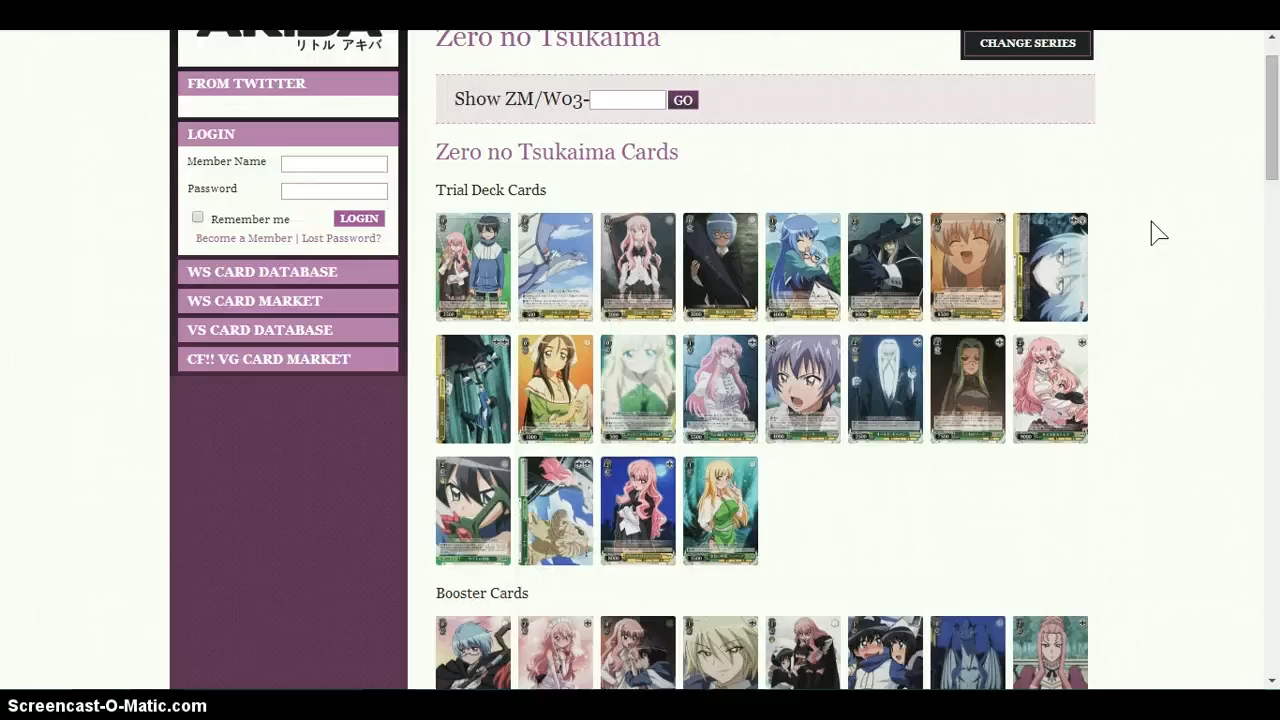 AKIBA
リトル アキバ
FROM TWITTER
LOGIN
Member Name
Password
Remember me
LOGIN
Become a Member | Lost Password?
WS CARD DATABASE
WS CARD MARKET
VS CARD DATABASE
CF!! VG CARD MARKET
Zero no Tsukaima
CHANGE SERIES
Show ZM/W03-
GO
Zero no Tsukaima Cards
Trial Deck Cards
Booster Cards
Screencast-O-Matic.com